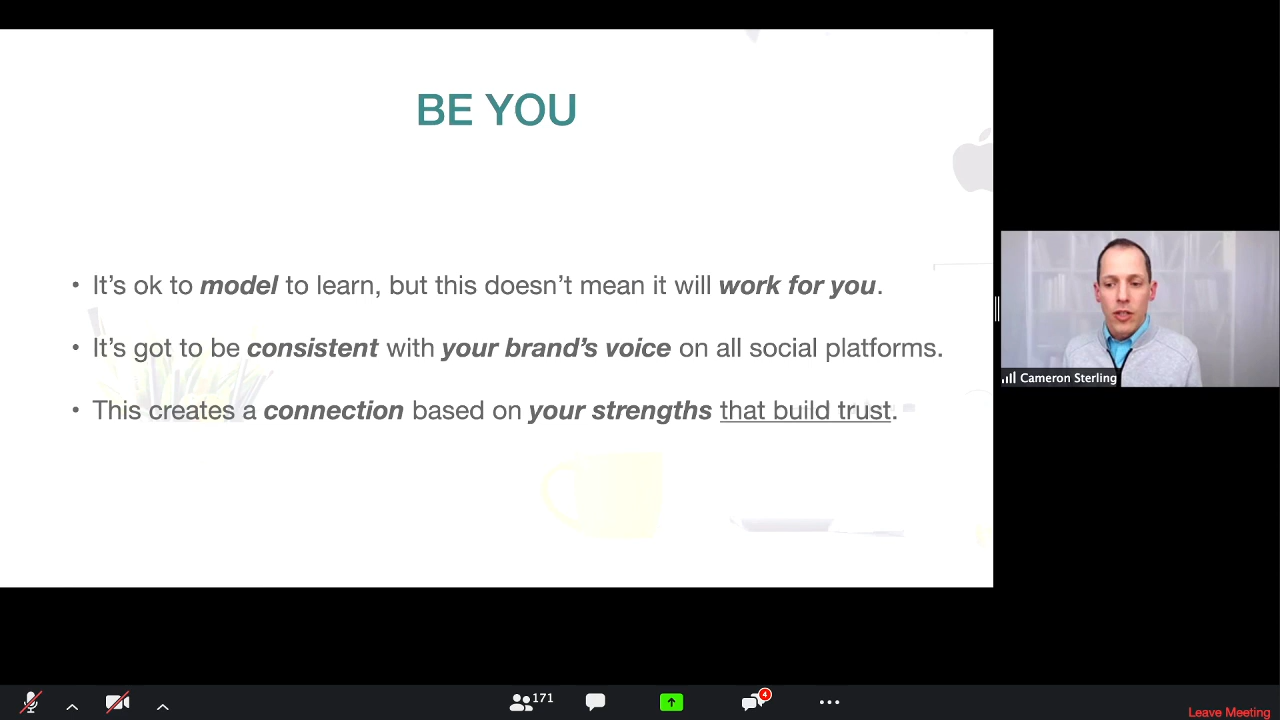 BE YOU
• It’s ok to model to learn, but this doesn’t mean it will work for you.
• It’s got to be consistent with your brand’s voice on all social platforms.
• This creates a connection based on your strengths that build trust.
Cameron Sterling
171
4
Leave Meeting